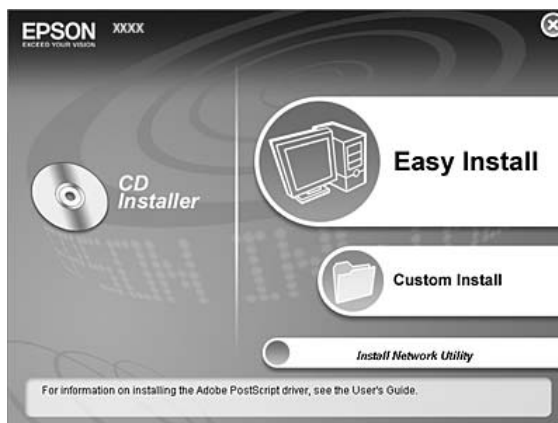 EPSON
EXCEED YOUR VISION
XXXX
CD
Installer
Easy Install
Custom Install
Install Network Utility
For information on installing the Adobe PostScript driver, see the User's Guide.